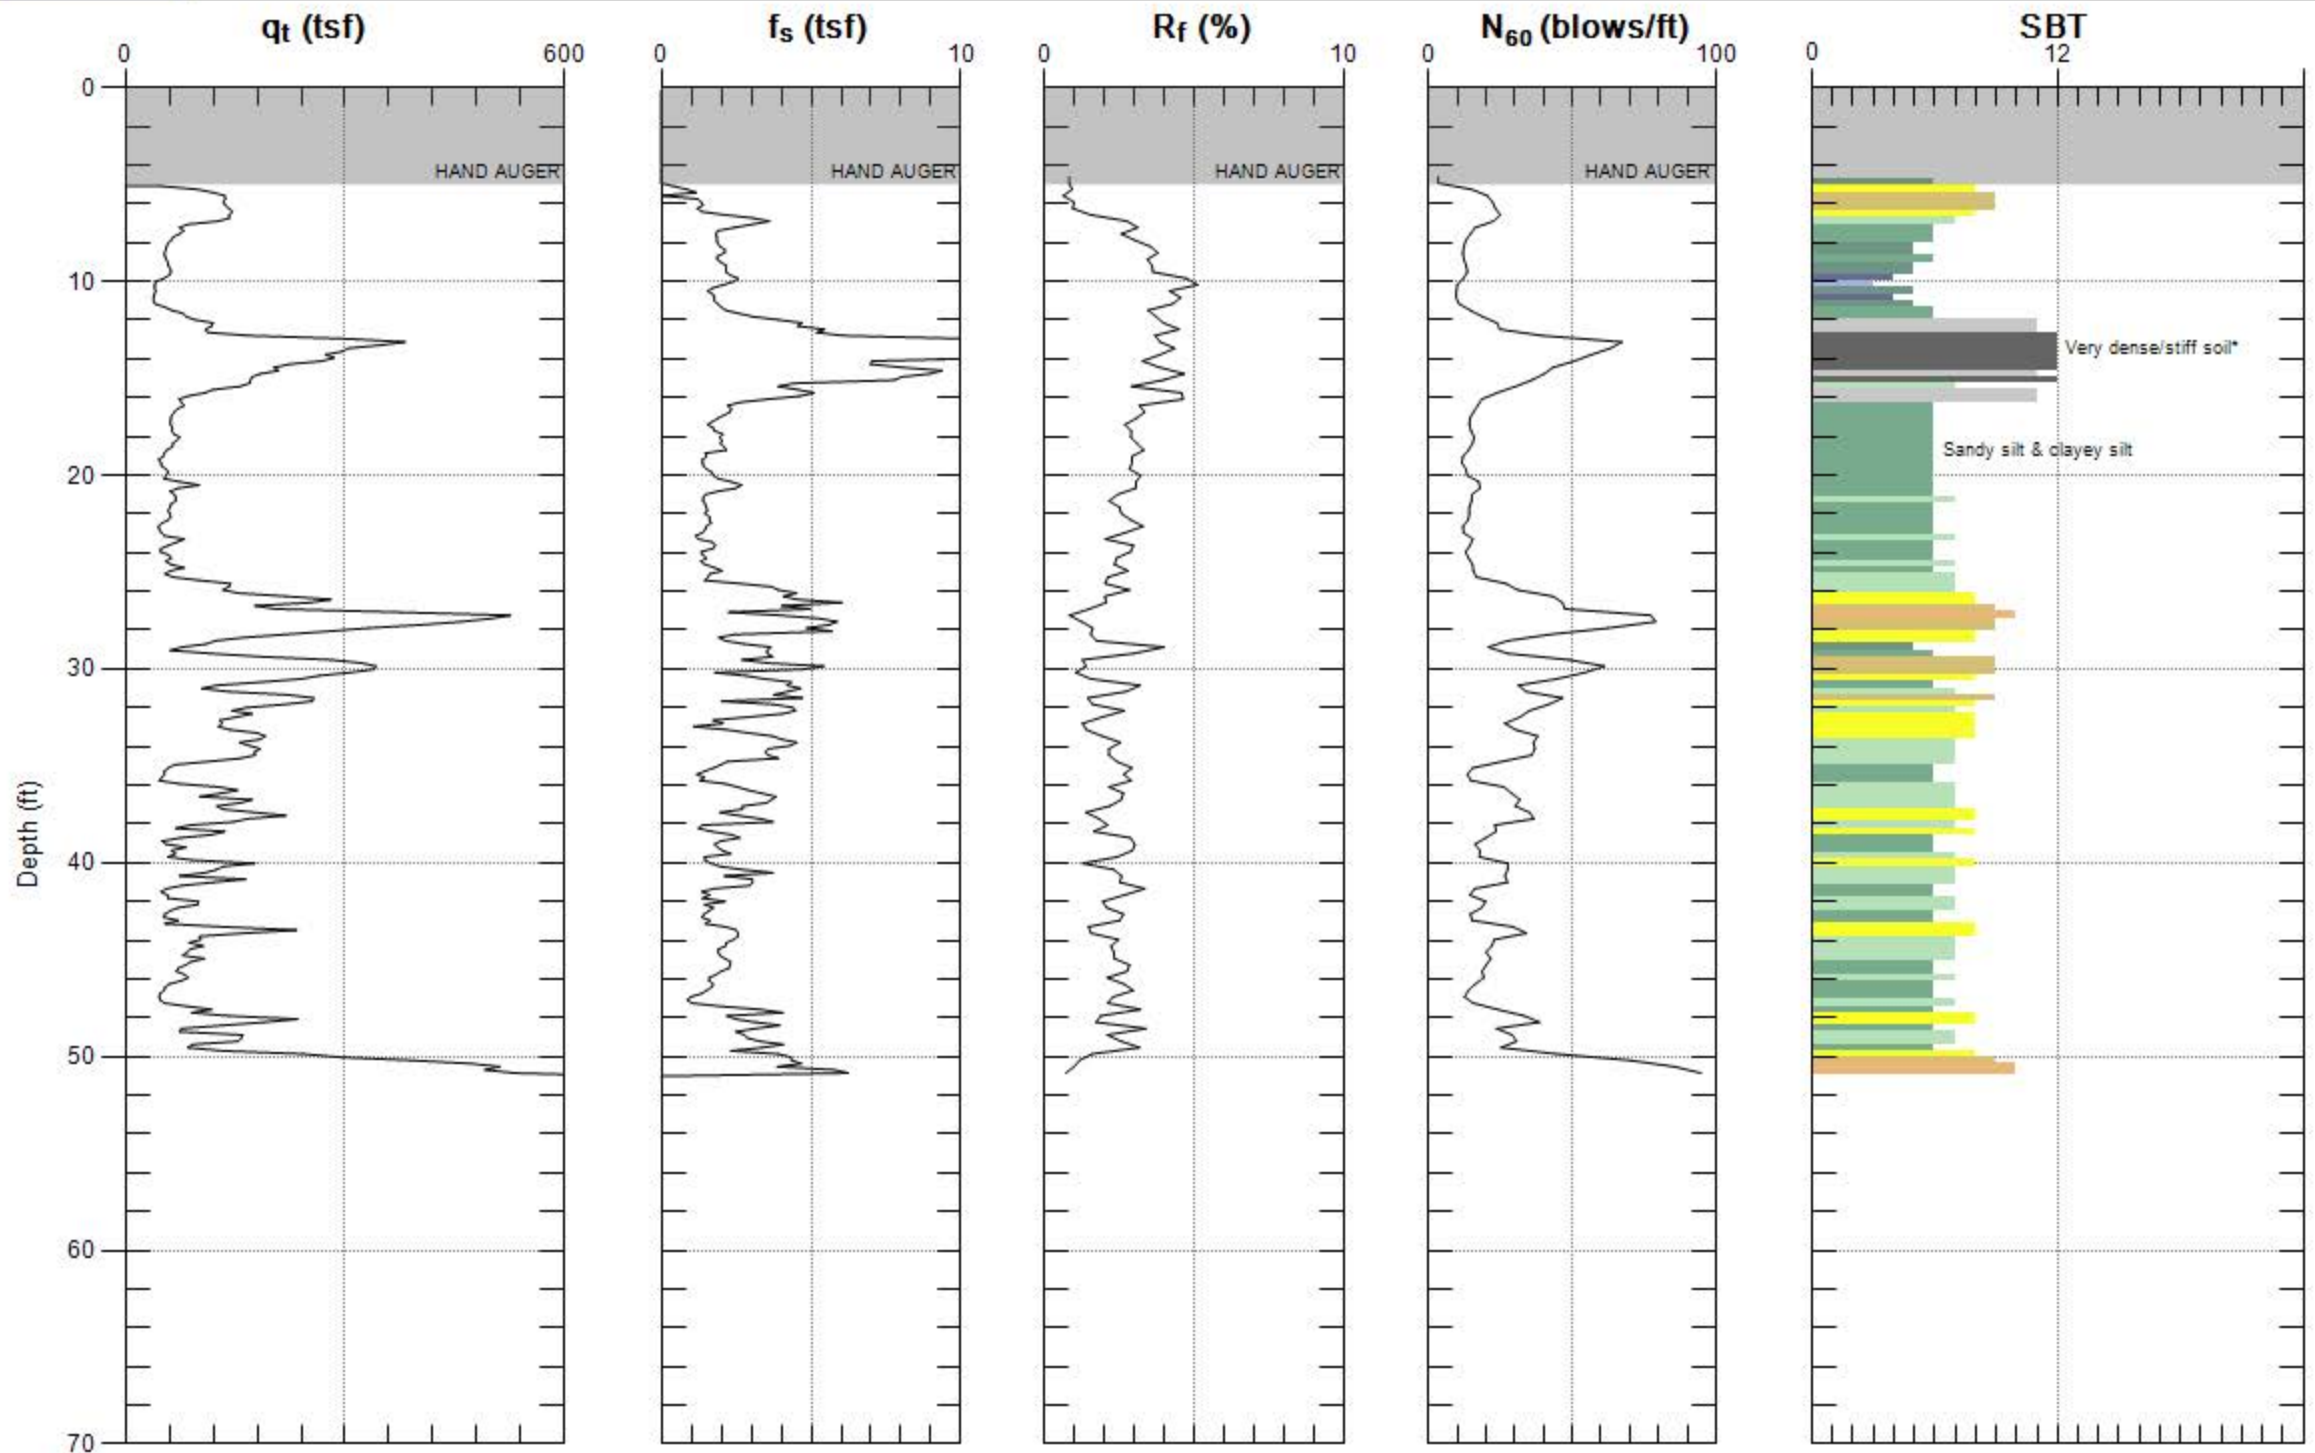 qt (tsf)
fs (tsf)
Rf (%)
N60 (blows/ft)
SBT
0 600
0 10
0 10
0 100
0 12
0
HAND AUGER
HAND AUGER
HAND AUGER
HAND AUGER
10
Very dense/stiff soil*
Sandy silt & clayey silt
20
30
Depth (ft)
40
50
60
70